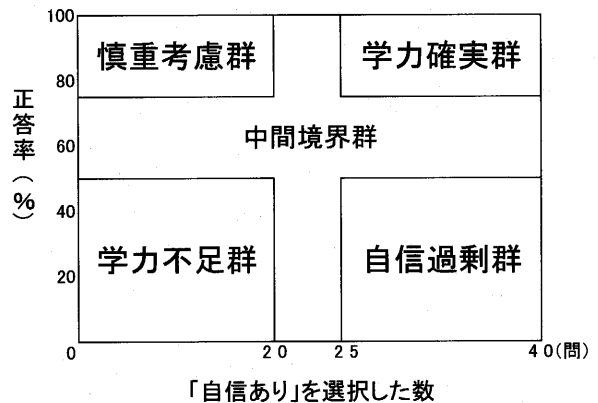 100
慎重考慮群 学力確実群
80
正答率(%)
中間境界群
60
40
学力不足群 自信過剰群
20
0 20 25 40(問)
「自信あり」を選択した数